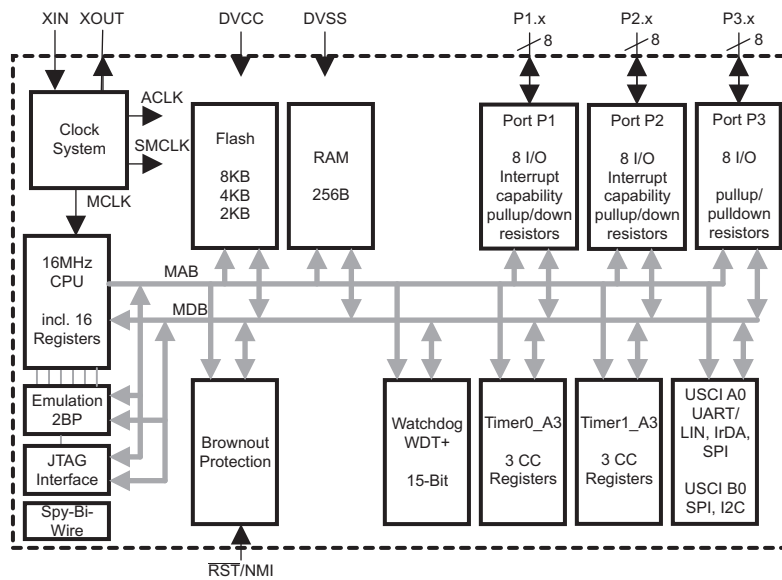 XIN XOUT DVCC DVSS P1.x P2.x P3.x
8 8 8
Clock
System
ACLK
SMCLK
MCLK
Flash
8KB
4KB
2KB
RAM
256B
Port P1
8 I/O
Interrupt
capability
pullup/down
resistors
Port P2
8 I/O
Interrupt
capability
pullup/down
resistors
Port P3
8 I/O
pullup/
pulldown
resistors
16MHz
CPU
incl. 16
Registers
MAB
MDB
Emulation
2BP
JTAG
Interface
Spy-Bi-
Wire
Brownout
Protection
Watchdog
WDT+
15-Bit
Timer0_A3
3 CC
Registers
Timer1_A3
3 CC
Registers
USCI A0
UART/
LIN, IrDA,
SPI
USCI B0
SPI, I2C
RST/NMI